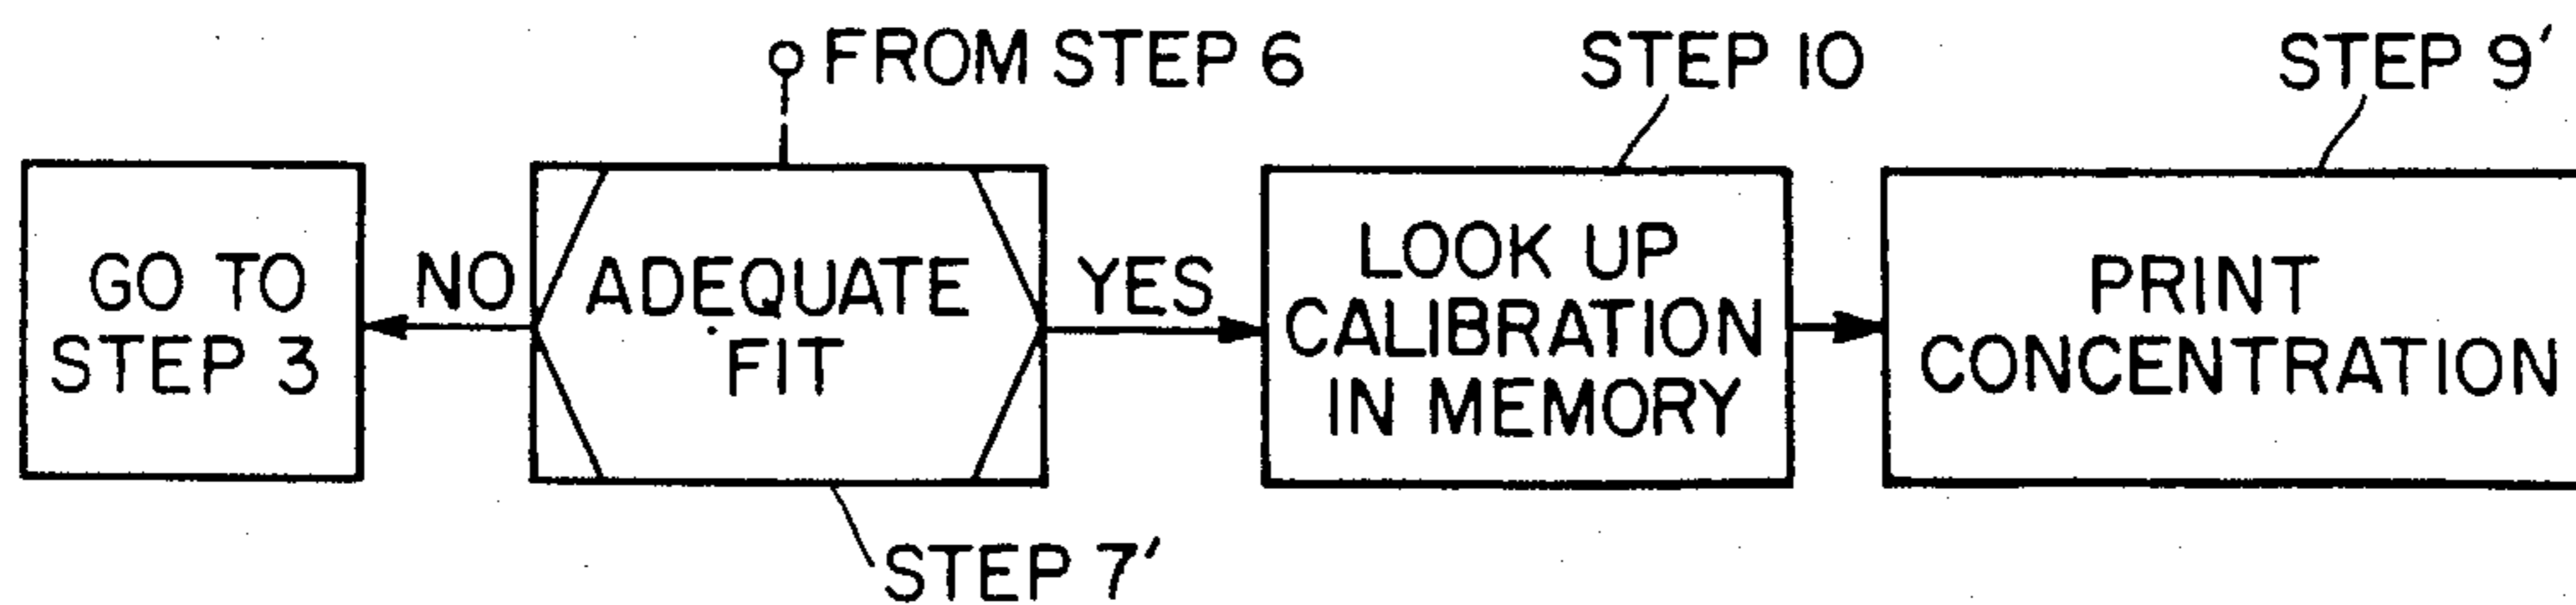 FROM STEP 6
STEP 10
STEP 9'
GO TO
STEP 3
NO
ADEQUATE
FIT
YES
LOOK UP
CALIBRATION
IN MEMORY
PRINT
CONCENTRATION
STEP 7'